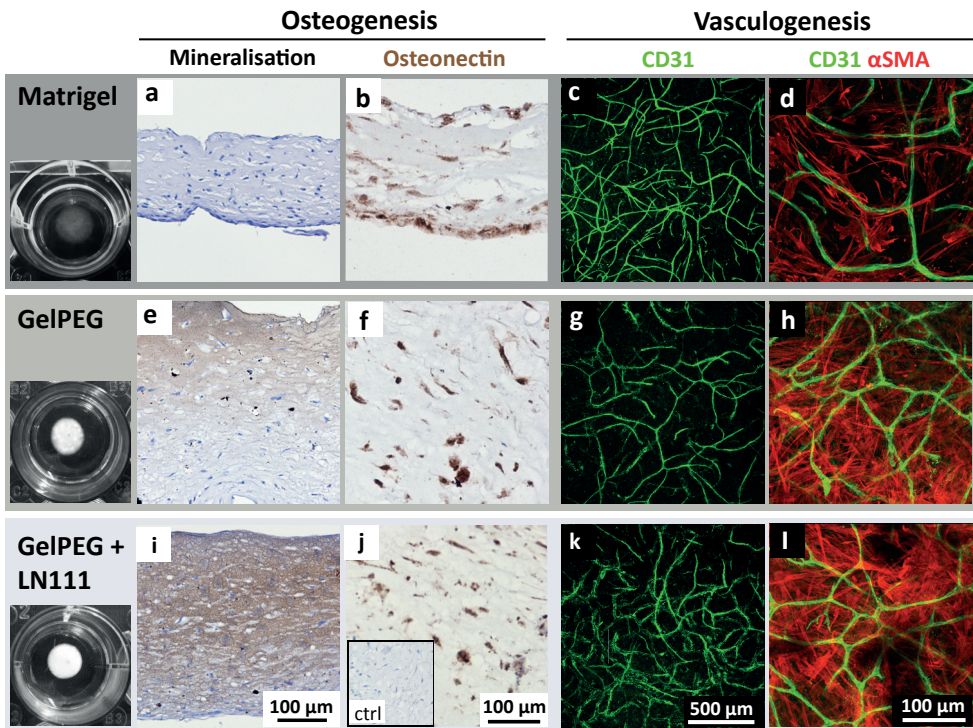 Osteogenesis
Vasculogenesis
Mineralisation
Osteonectin
CD31
CD31 αSMA
Matrigel
a
b
c
d
GelPEG
e
f
g
h
GelPEG +
LN111
i
j
k
l
ctrl
100 µm
100 µm
500 µm
100 µm